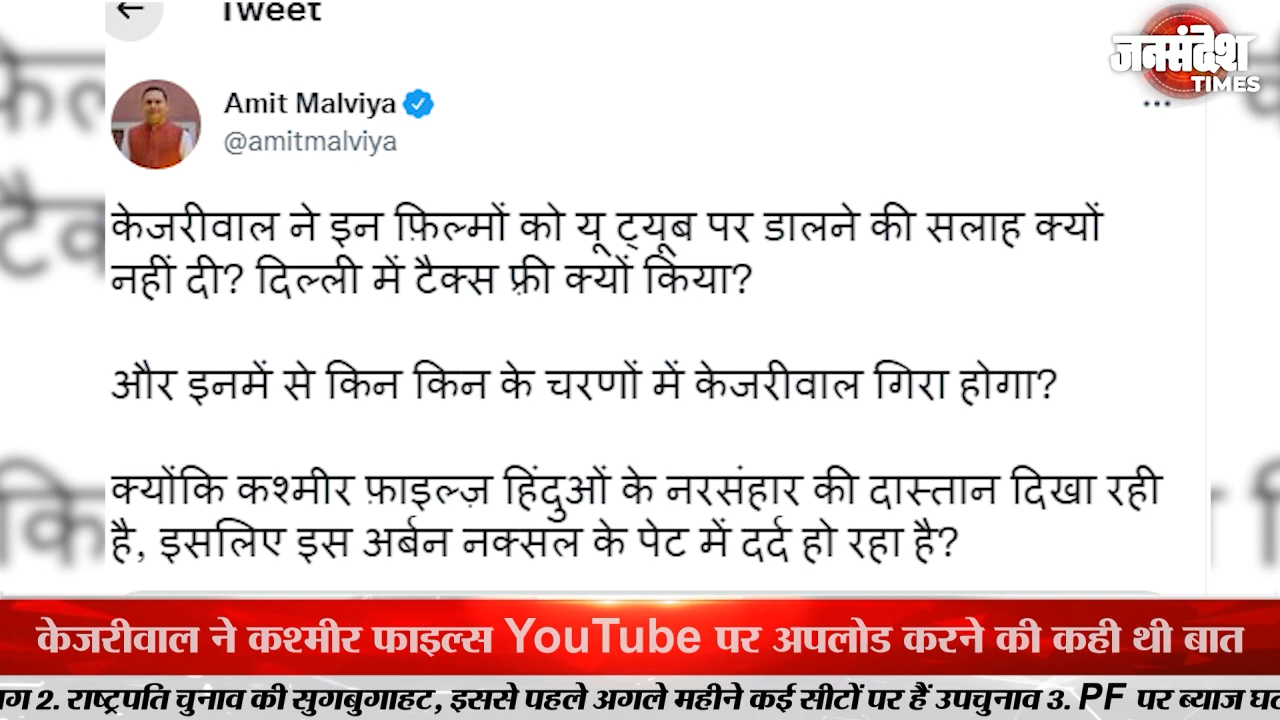 Tweet
जनसंदेश
TIMES
Amit Malviya
@amitmalviya
केजरीवाल ने इन फ़िल्मों को यू ट्यूब पर डालने की सलाह क्यों
नहीं दी? दिल्ली में टैक्स फ़्री क्यों किया?
और इनमें से किन किन के चरणों में केजरीवाल गिरा होगा?
क्योंकि कश्मीर फ़ाइल्ज़ हिंदुओं के नरसंहार की दास्तान दिखा रही
है, इसलिए इस अर्बन नक्सल के पेट में दर्द हो रहा है?
केजरीवाल ने कश्मीर फाइल्स YouTube पर अपलोड करने की कही थी बात
2. राष्ट्रपति चुनाव की सुगबुगाहट, इससे पहले अगले महीने कई सीटों पर हैं उपचुनाव 3. PF पर ब्याज